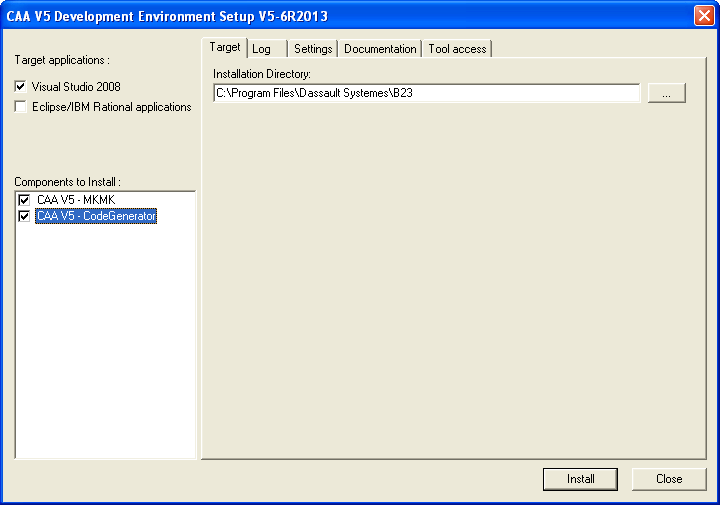 CAA V5 Development Environment Setup V5-6R2013
Target applications :
Visual Studio 2008
Eclipse/IBM Rational applications
Components to Install :
CAA V5 - MKMK
CAA V5 - CodeGenerator
Target Log Settings Documentation Tool access
Installation Directory:
C:\Program Files\Dassault Systemes\B23
...
Install Close